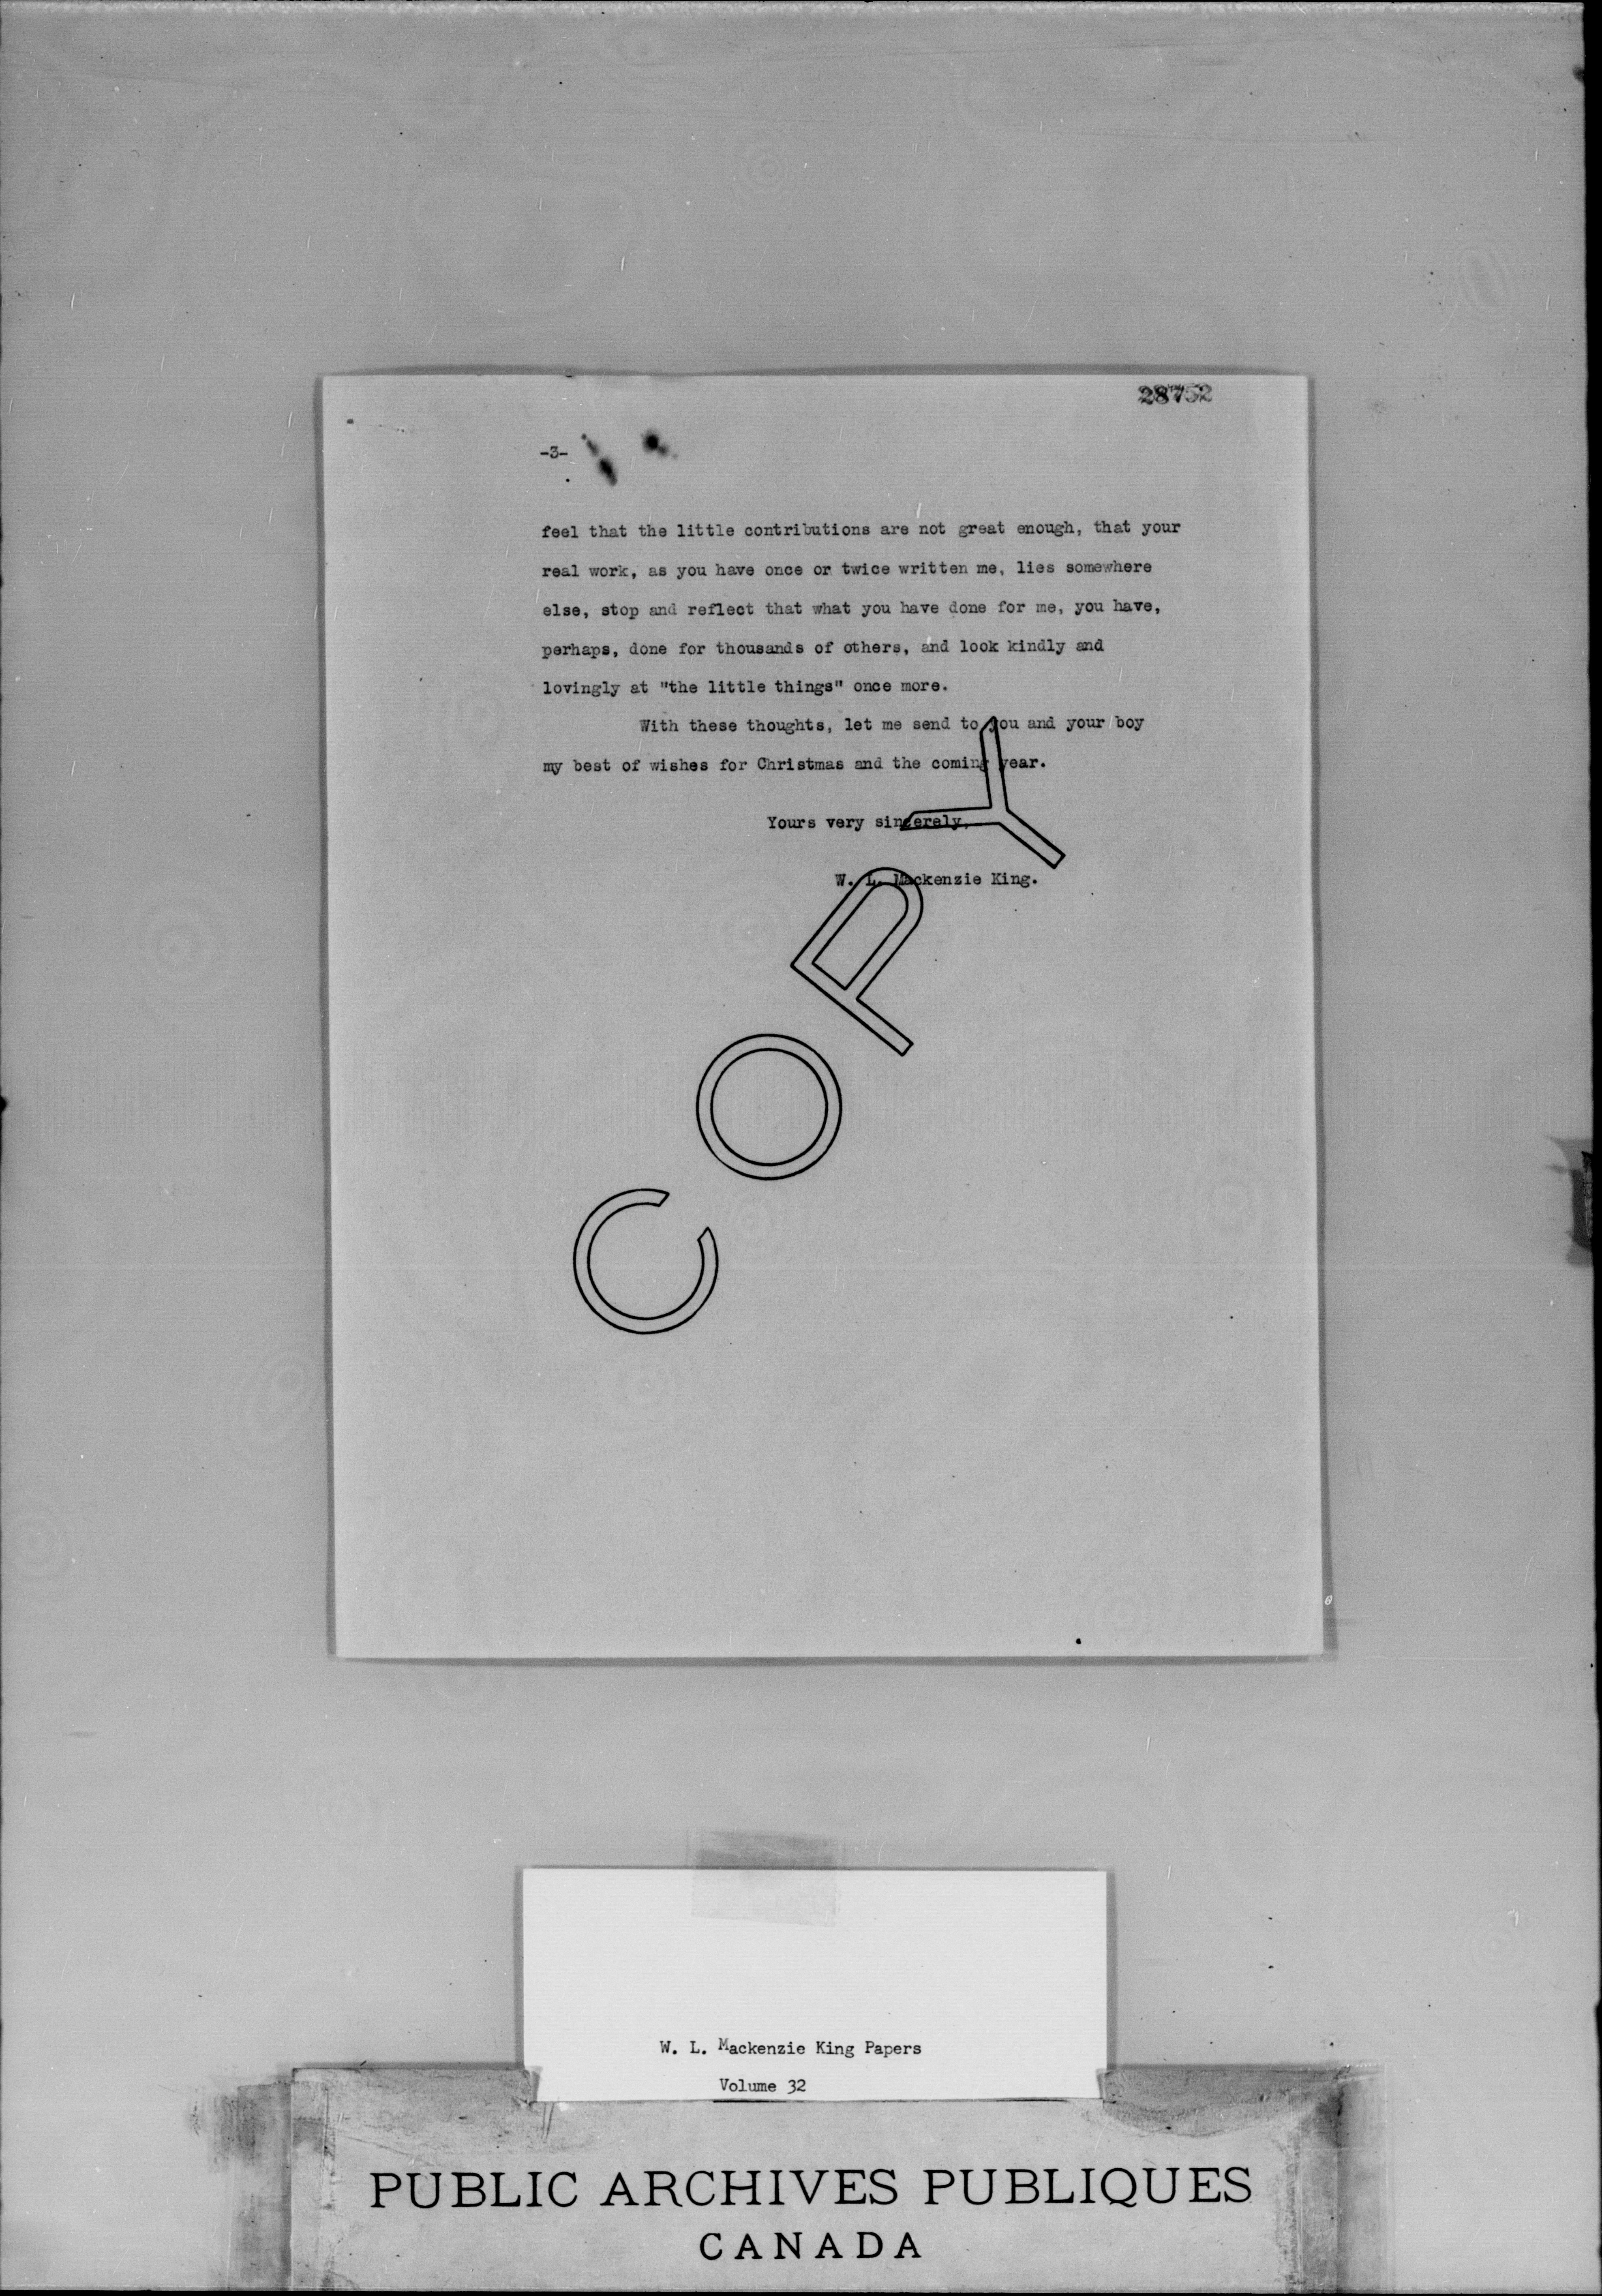 28752
-3-
feel that the little contributions are not great enough, that your
real work, as you have once or twice written me, lies somewhere
else, stop and reflect that what you have done for me, you have,
perhaps, done for thousands of others, and look kindly and
lovingly at "the little things" once more.
With these thoughts, let me send to you and your boy
my best of wishes for Christmas and the coming year.
Yours very sincerely,
W. L. Mackenzie King.
COPY
W. L. Mackenzie King Papers
Volume 32
PUBLIC ARCHIVES PUBLIQUES
CANADA